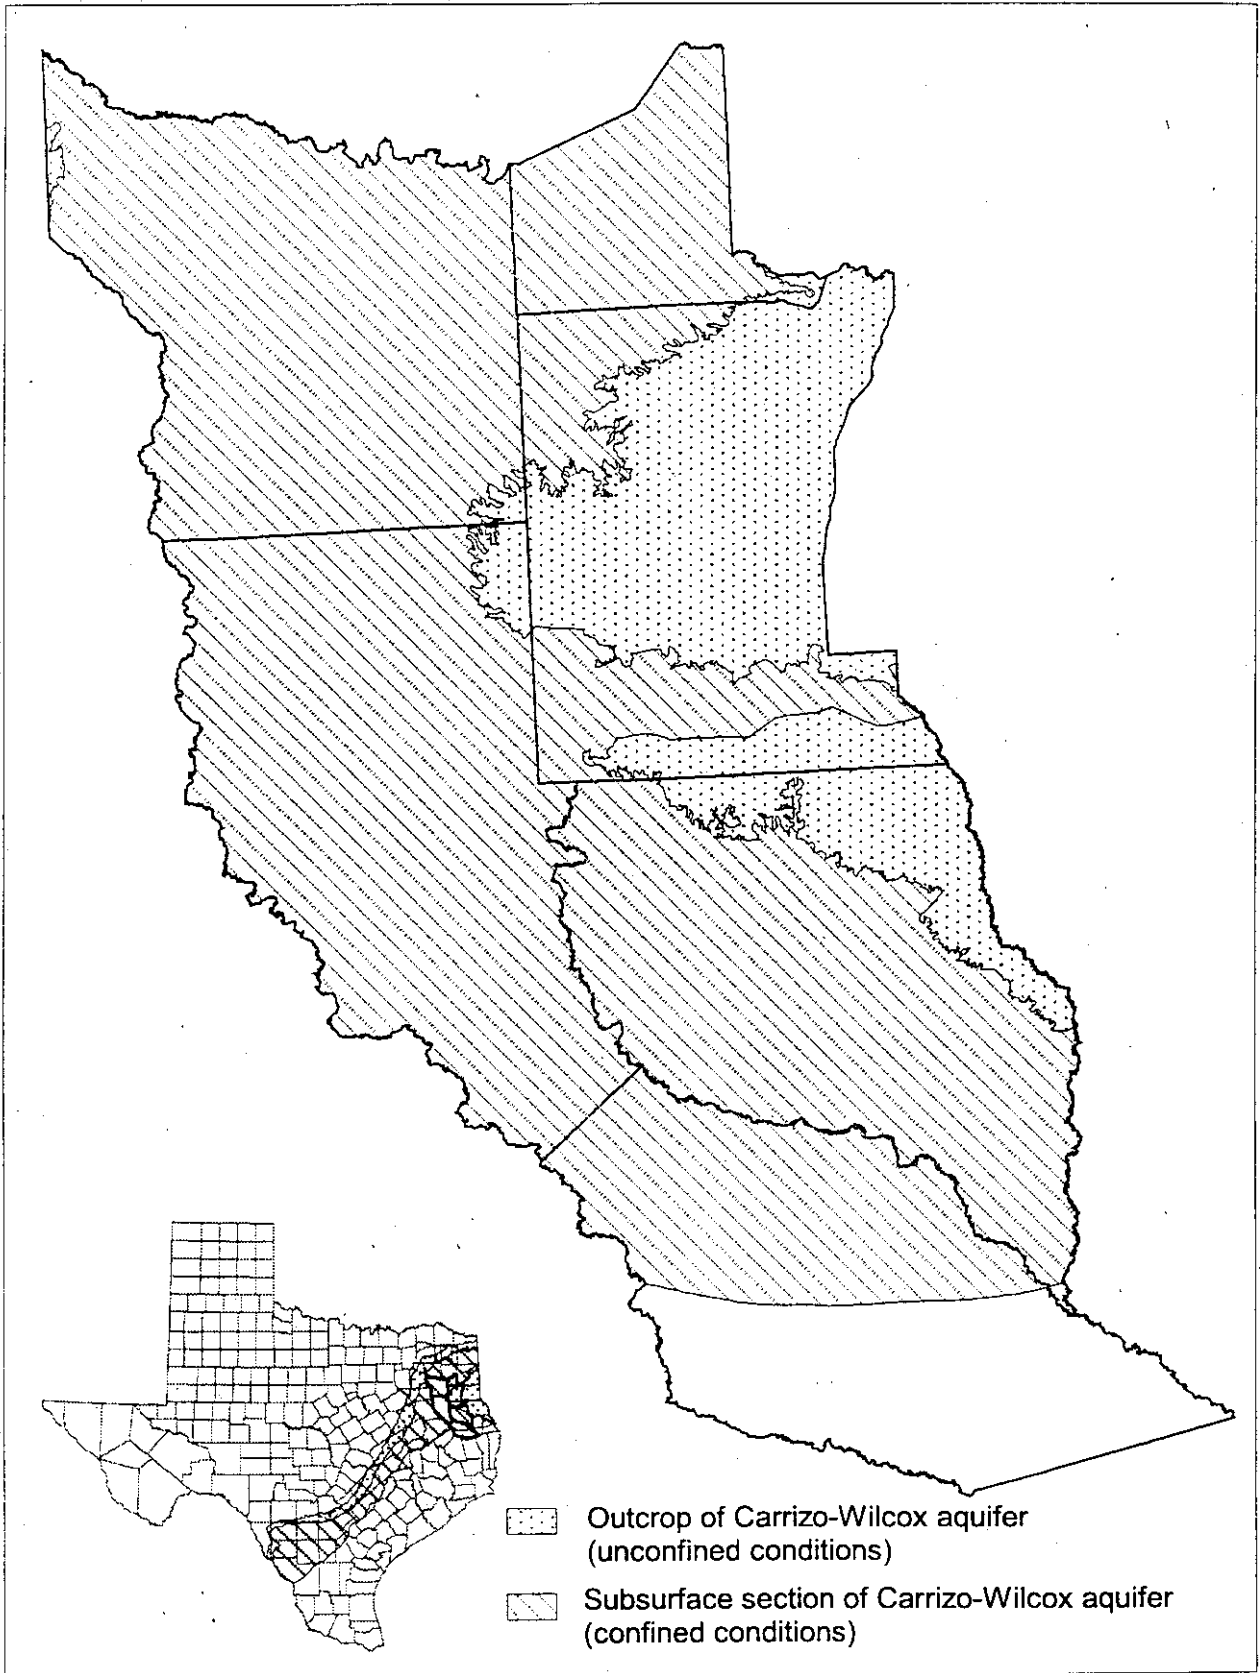 Outcrop of Carrizo-Wilcox aquifer
(unconfined conditions)
Subsurface section of Carrizo-Wilcox aquifer
(confined conditions)